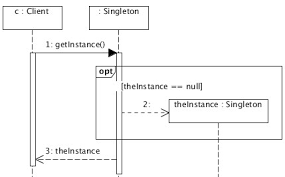 c : Client
: Singleton
1: getInstance()
opt
[theInstance == null]
2:
theInstance : Singleton
3: theInstance